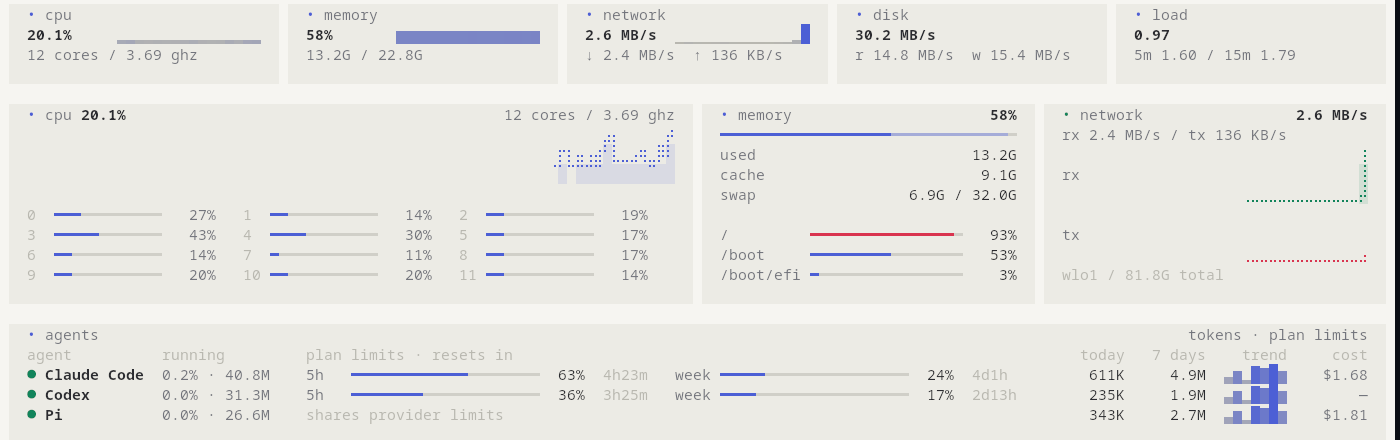 • cpu
20.1%
12 cores / 3.69 ghz
• memory
58%
13.2G / 22.8G
• network
2.6 MB/s
↓ 2.4 MB/s ↑ 136 KB/s
• disk
30.2 MB/s
r 14.8 MB/s w 15.4 MB/s
• load
0.97
5m 1.60 / 15m 1.79
• cpu 20.1% 12 cores / 3.69 ghz
0 27% 1 14% 2 19%
3 43% 4 30% 5 17%
6 14% 7 11% 8 17%
9 20% 10 20% 11 14%
• memory 58%
used 13.2G
cache 9.1G
swap 6.9G / 32.0G
/ 93%
/boot 53%
/boot/efi 3%
• network 2.6 MB/s
rx 2.4 MB/s / tx 136 KB/s
rx
tx
wlo1 / 81.8G total
• agents tokens · plan limits
agent running plan limits · resets in today 7 days trend cost
Claude Code 0.2% · 40.8M 5h 63% 4h23m week 24% 4d1h 611K 4.9M $1.68
Codex 0.0% · 31.3M 5h 36% 3h25m week 17% 2d13h 235K 1.9M —
Pi 0.0% · 26.6M shares provider limits 343K 2.7M $1.81